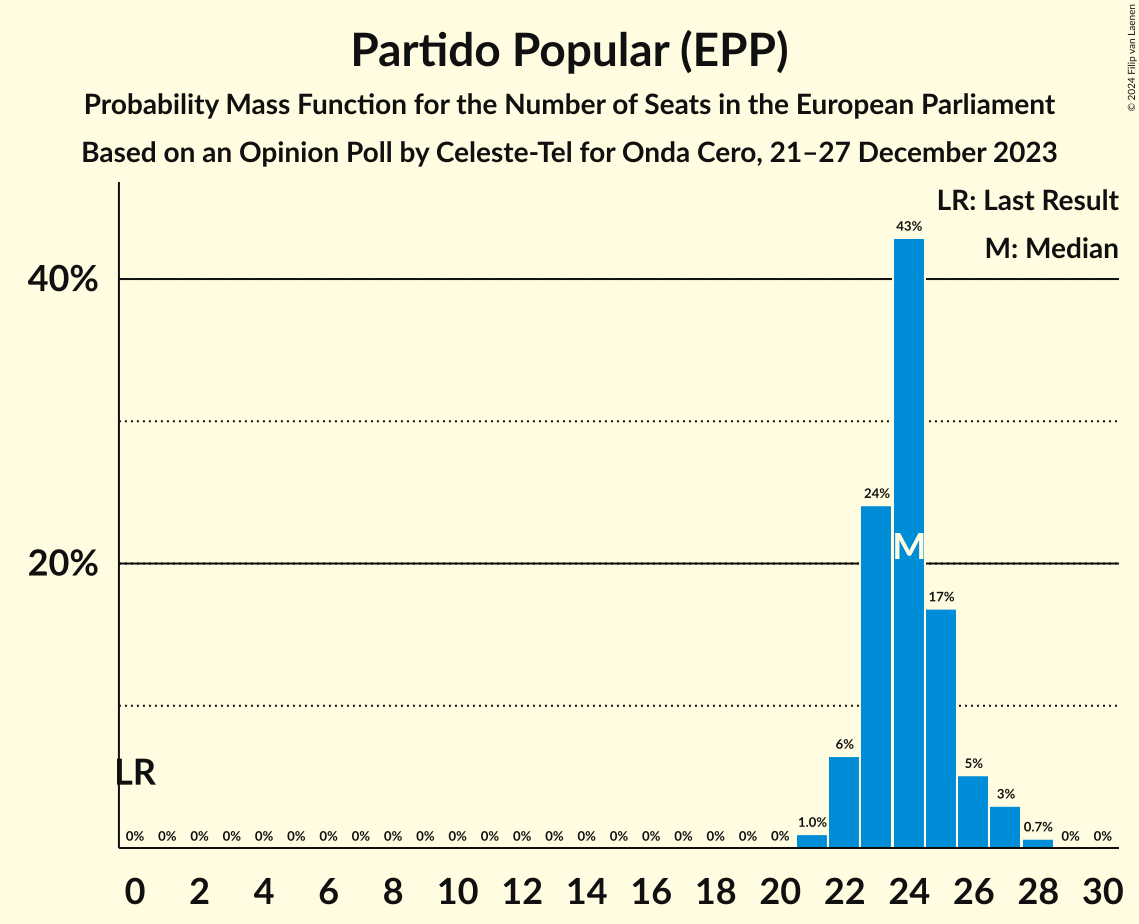 Partido Popular (EPP)
Probability Mass Function for the Number of Seats in the European Parliament
Based on an Opinion Poll by Celeste-Tel for Onda Cero, 21–27 December 2023
© 2024 Filip van Laenen
LR: Last Result
M: Median
40%
20%
LR
M
0% 0% 0% 0% 0% 0% 0% 0% 0% 0% 0% 0% 0% 0% 0% 0% 0% 0% 0% 0% 0% 1.0% 6% 24% 43% 17% 5% 3% 0.7% 0% 0%
0 2 4 6 8 10 12 14 16 18 20 22 24 26 28 30